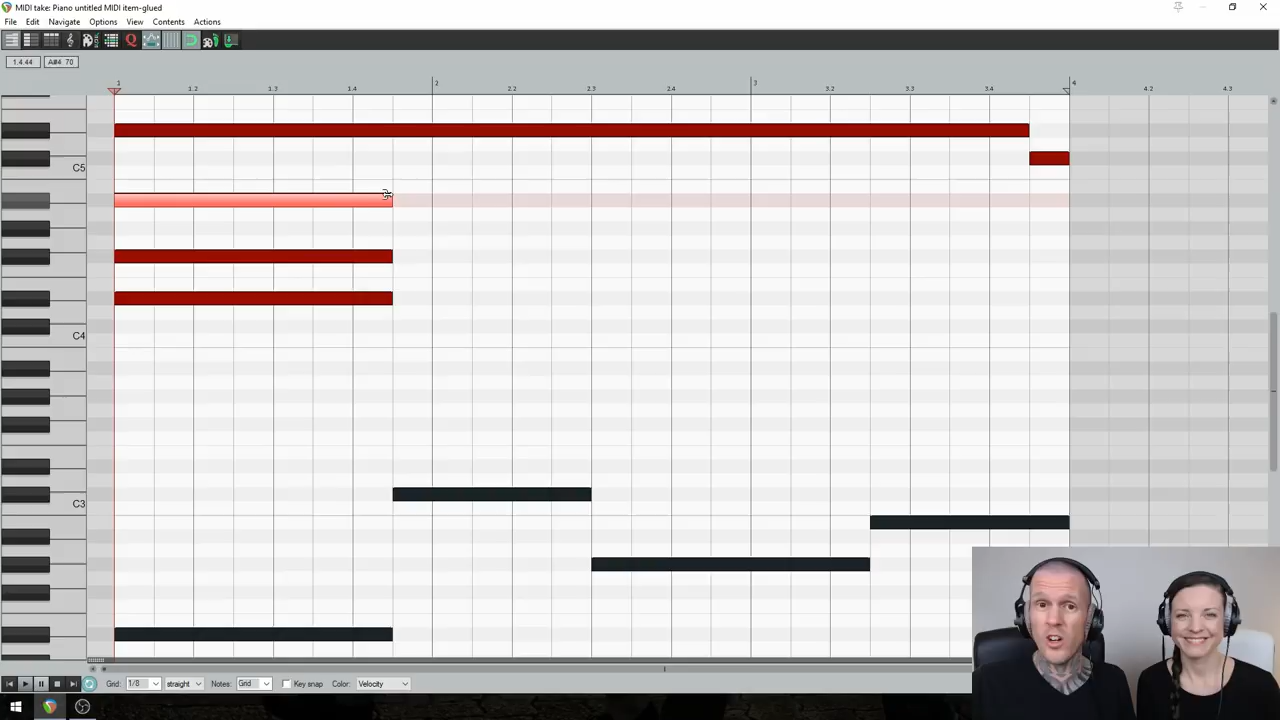 MIDI take: Piano untitled MIDI item-glued
File Edit Navigate Options View Contents Actions
Q
1.4.44 A#4 70
1 1.2 1.3 1.4 2 2.2 2.3 2.4 3 3.2 3.3 3.4 4 4.2 4.3
C5
C4
C3
Grid: 1/8 straight Notes: Grid Key snap Color: Velocity